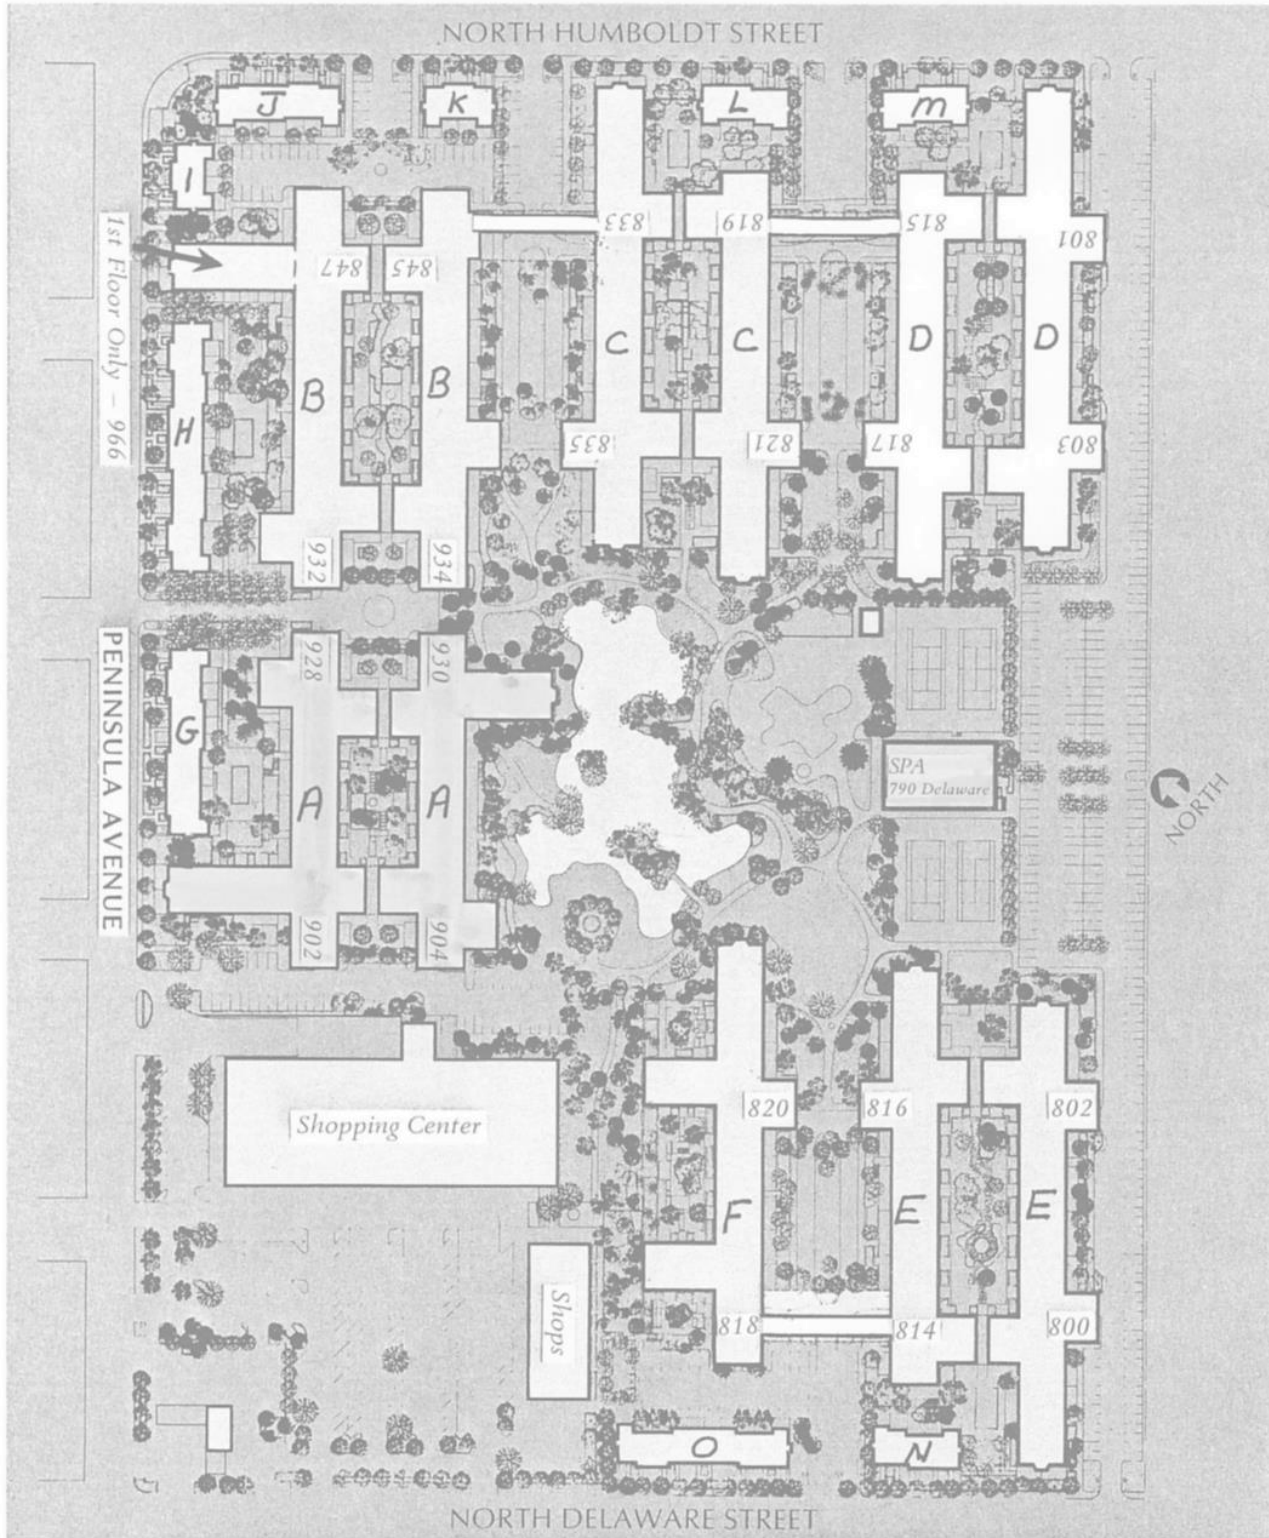 NORTH HUMBOLDT STREET
J
K
L
M
I
1st Floor Only – 966
847
845
833
819
815
801
H
B
B
C
C
D
D
835
821
817
803
932
934
PENINSULA AVENUE
928
930
G
A
A
SPA
790 Delaware
NORTH
902
904
Shopping Center
820
816
802
F
E
E
Shops
818
814
800
O
N
NORTH DELAWARE STREET